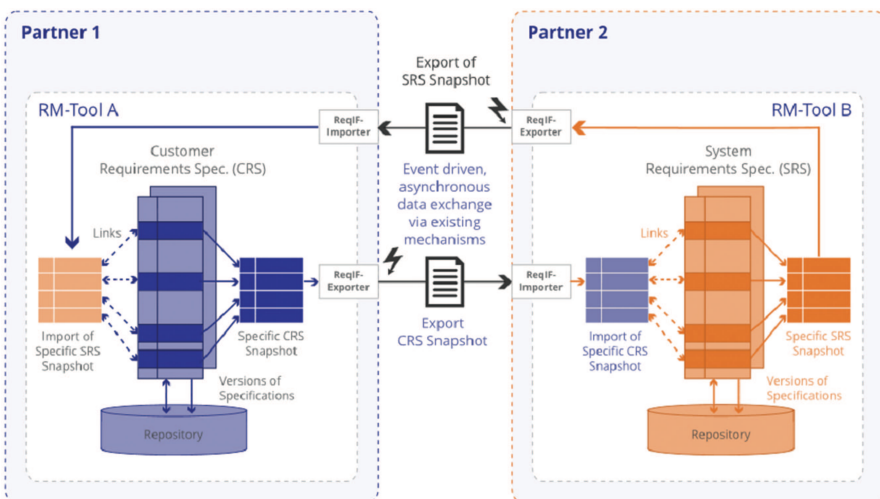 Partner 1
RM-Tool A
Customer
Requirements Spec. (CRS)
Links
Import of
Specific SRS
Snapshot
Specific CRS
Snapshot
Versions of
Specifications
Repository
ReqIF-
Importer
ReqIF-
Exporter
Export of
SRS Snapshot
Event driven,
asynchronous
data exchange
via existing
mechanisms
Export
CRS Snapshot
Partner 2
RM-Tool B
ReqIF-
Exporter
ReqIF-
Importer
System
Requirements Spec. (SRS)
Links
Import of
Specific CRS
Snapshot
Specific SRS
Snapshot
Versions of
Specifications
Repository